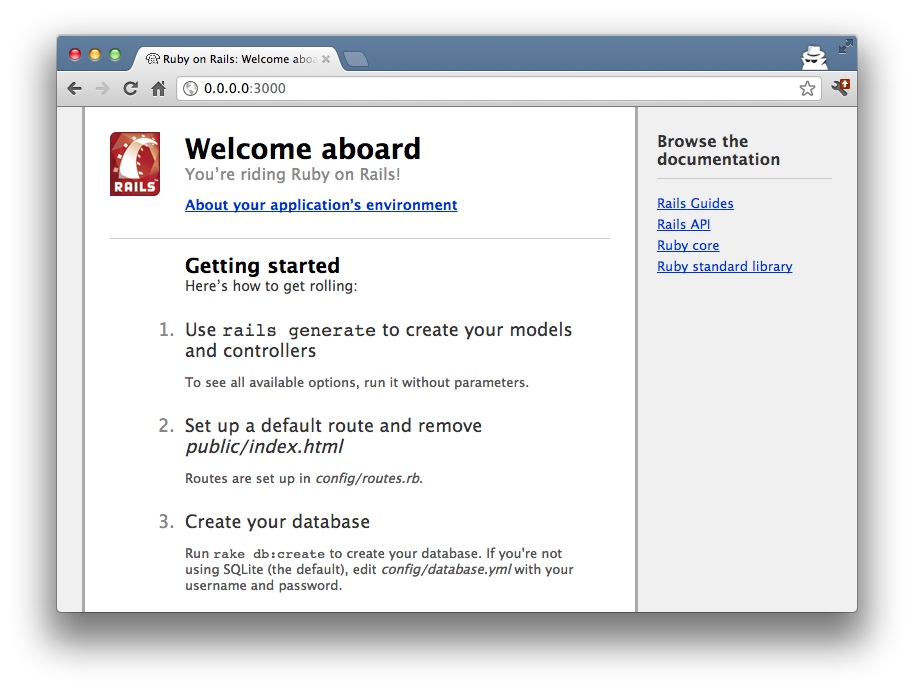 Ruby on Rails: Welcome aboa
0.0.0.0:3000
RAILS
Welcome aboard
You’re riding Ruby on Rails!
About your application’s environment
Getting started
Here’s how to get rolling:
1. Use rails generate to create your models
and controllers
To see all available options, run it without parameters.
2. Set up a default route and remove
public/index.html
Routes are set up in config/routes.rb.
3. Create your database
Run rake db:create to create your database. If you're not
using SQLite (the default), edit config/database.yml with your
username and password.
Browse the
documentation
Rails Guides
Rails API
Ruby core
Ruby standard library